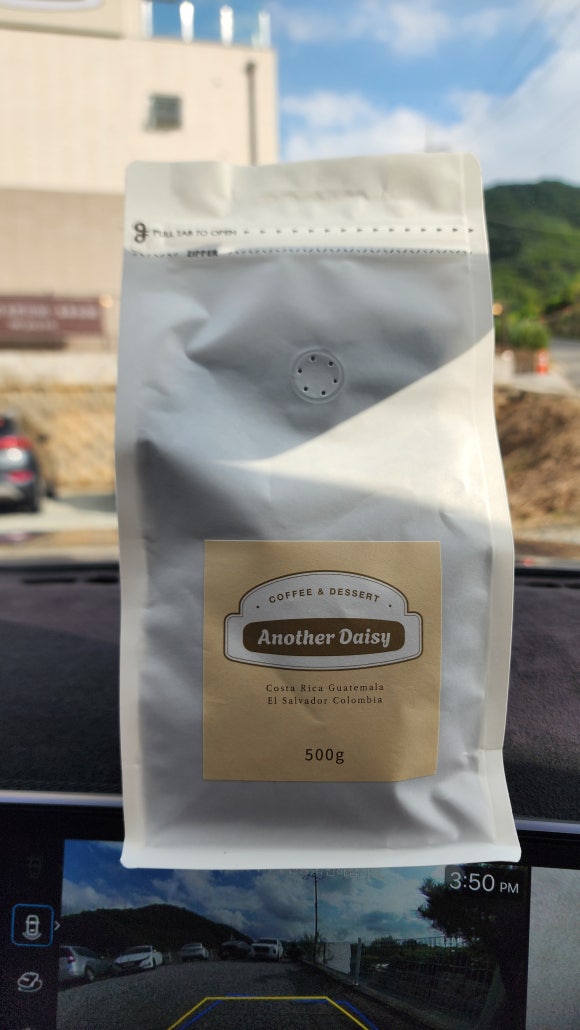 PULL TAB TO OPEN
ZIPPER
COFFEE & DESSERT
Another Daisy
Costa Rica Guatemala
El Salvador Colombia
500g
3:50 PM